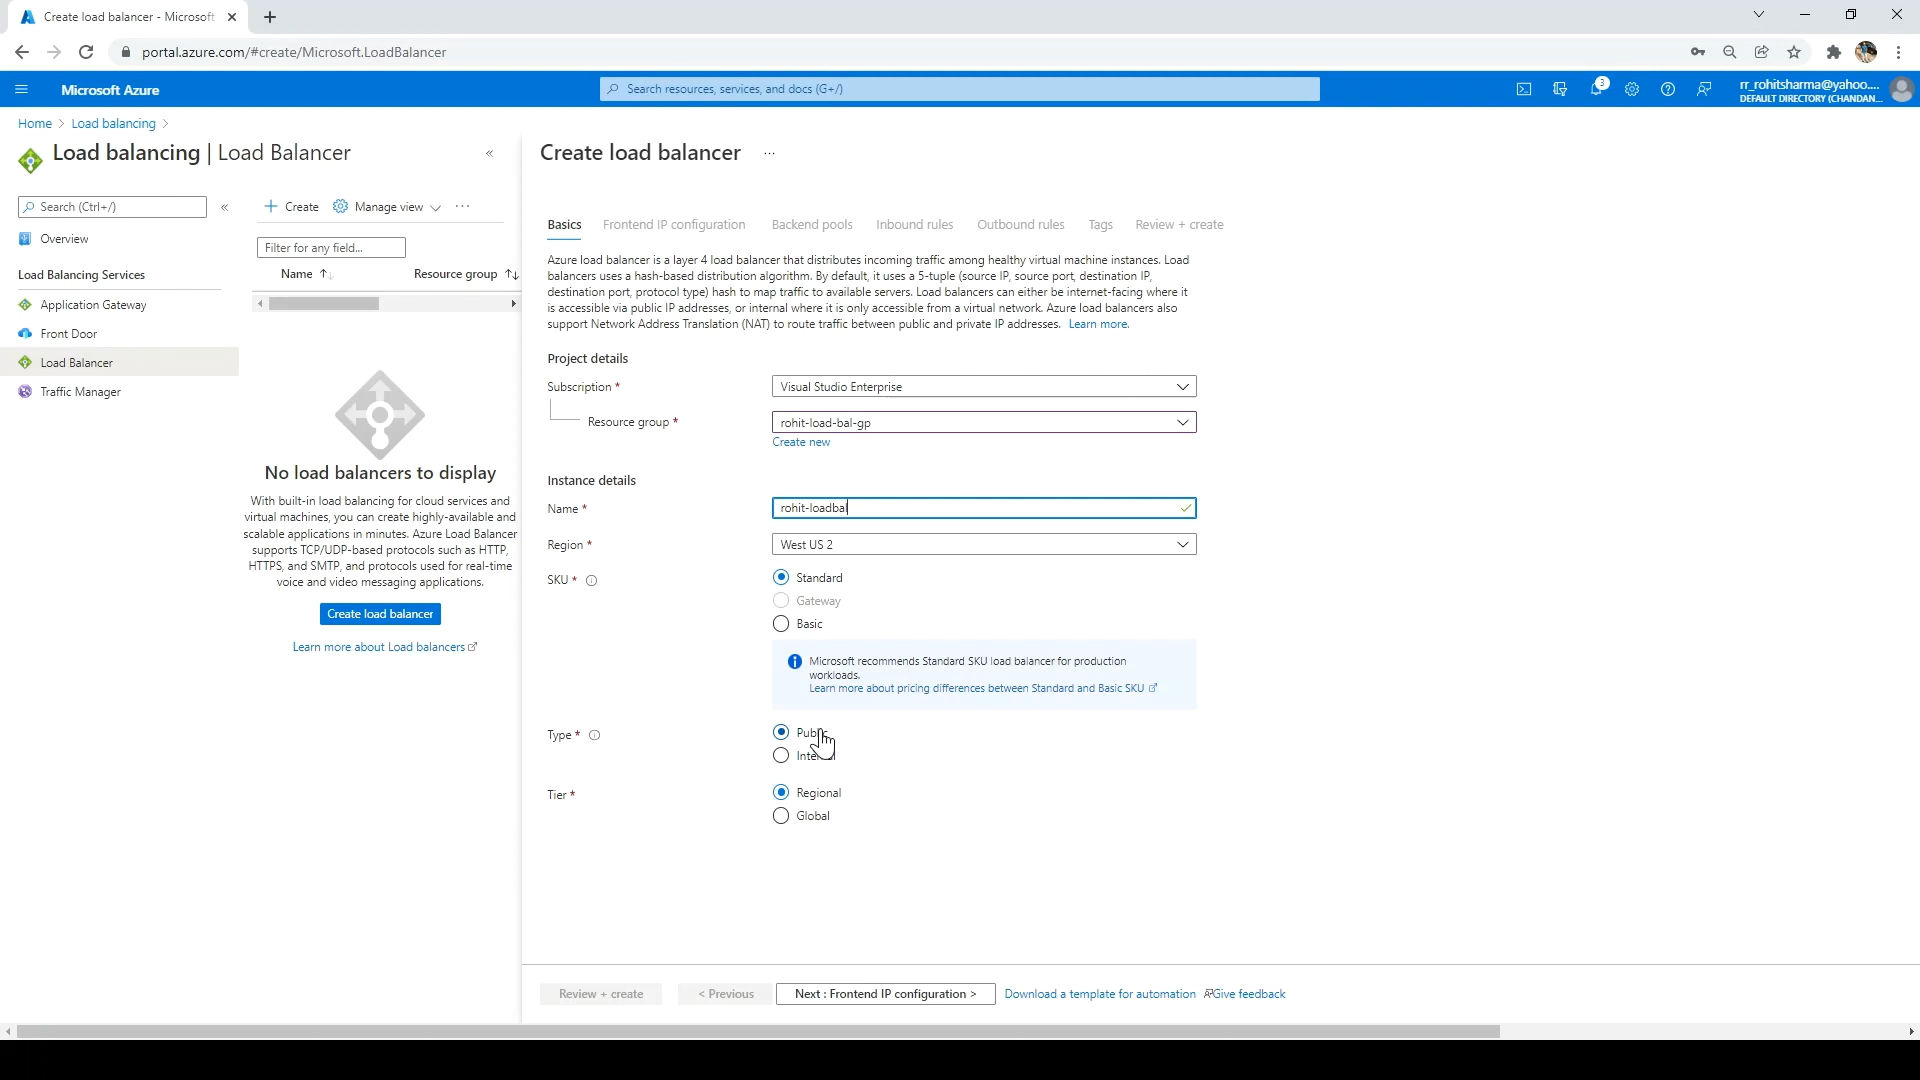 Create load balancer - Microsoft
portal.azure.com/#create/Microsoft.LoadBalancer
Microsoft Azure
Search resources, services, and docs (G+/)
3
rr_rohitsharma@yahoo....
DEFAULT DIRECTORY (CHANDAN...
Home > Load balancing >
Load balancing | Load Balancer
Search (Ctrl+/)
Overview
Load Balancing Services
Application Gateway
Front Door
Load Balancer
Traffic Manager
Create
Manage view
Filter for any field...
Name
Resource group
No load balancers to display
With built-in load balancing for cloud services and
virtual machines, you can create highly-available and
scalable applications in minutes. Azure Load Balancer
supports TCP/UDP-based protocols such as HTTP,
HTTPS, and SMTP, and protocols used for real-time
voice and video messaging applications.
Create load balancer
Learn more about Load balancers
Create load balancer
...
Basics
Frontend IP configuration
Backend pools
Inbound rules
Outbound rules
Tags
Review + create
Azure load balancer is a layer 4 load balancer that distributes incoming traffic among healthy virtual machine instances. Load
balancers uses a hash-based distribution algorithm. By default, it uses a 5-tuple (source IP, source port, destination IP,
destination port, protocol type) hash to map traffic to available servers. Load balancers can either be internet-facing where it
is accessible via public IP addresses, or internal where it is only accessible from a virtual network. Azure load balancers also
support Network Address Translation (NAT) to route traffic between public and private IP addresses. Learn more.
Project details
Subscription *
Visual Studio Enterprise
Resource group *
rohit-load-bal-gp
Create new
Instance details
Name *
rohit-loadbal
Region *
West US 2
SKU *
Standard
Gateway
Basic
Microsoft recommends Standard SKU load balancer for production
workloads.
Learn more about pricing differences between Standard and Basic SKU
Type *
Public
Internal
Tier *
Regional
Global
Review + create
< Previous
Next : Frontend IP configuration >
Download a template for automation
Give feedback